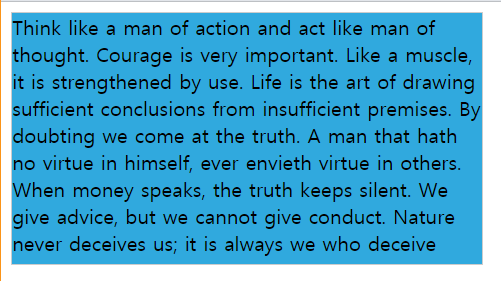 Think like a man of action and act like man of
thought. Courage is very important. Like a muscle,
it is strengthened by use. Life is the art of drawing
sufficient conclusions from insufficient premises. By
doubting we come at the truth. A man that hath
no virtue in himself, ever envieth virtue in others.
When money speaks, the truth keeps silent. We
give advice, but we cannot give conduct. Nature
never deceives us; it is always we who deceive